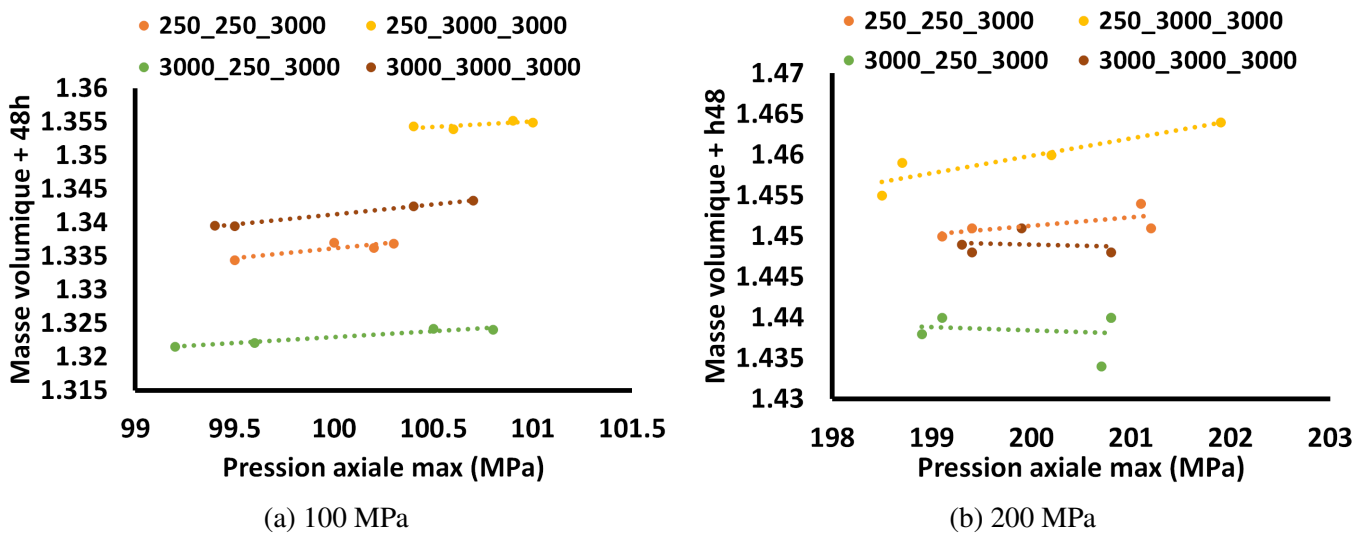 250_250_3000 250_3000_3000
3000_250_3000 3000_3000_3000
Masse volumique + 48h
1.36
1.355
1.35
1.345
1.34
1.335
1.33
1.325
1.32
1.315
99 99.5 100 100.5 101 101.5
Pression axiale max (MPa)
(a) 100 MPa
250_250_3000 250_3000_3000
3000_250_3000 3000_3000_3000
Masse volumique + h48
1.47
1.465
1.46
1.455
1.45
1.445
1.44
1.435
1.43
198 199 200 201 202 203
Pression axiale max (MPa)
(b) 200 MPa